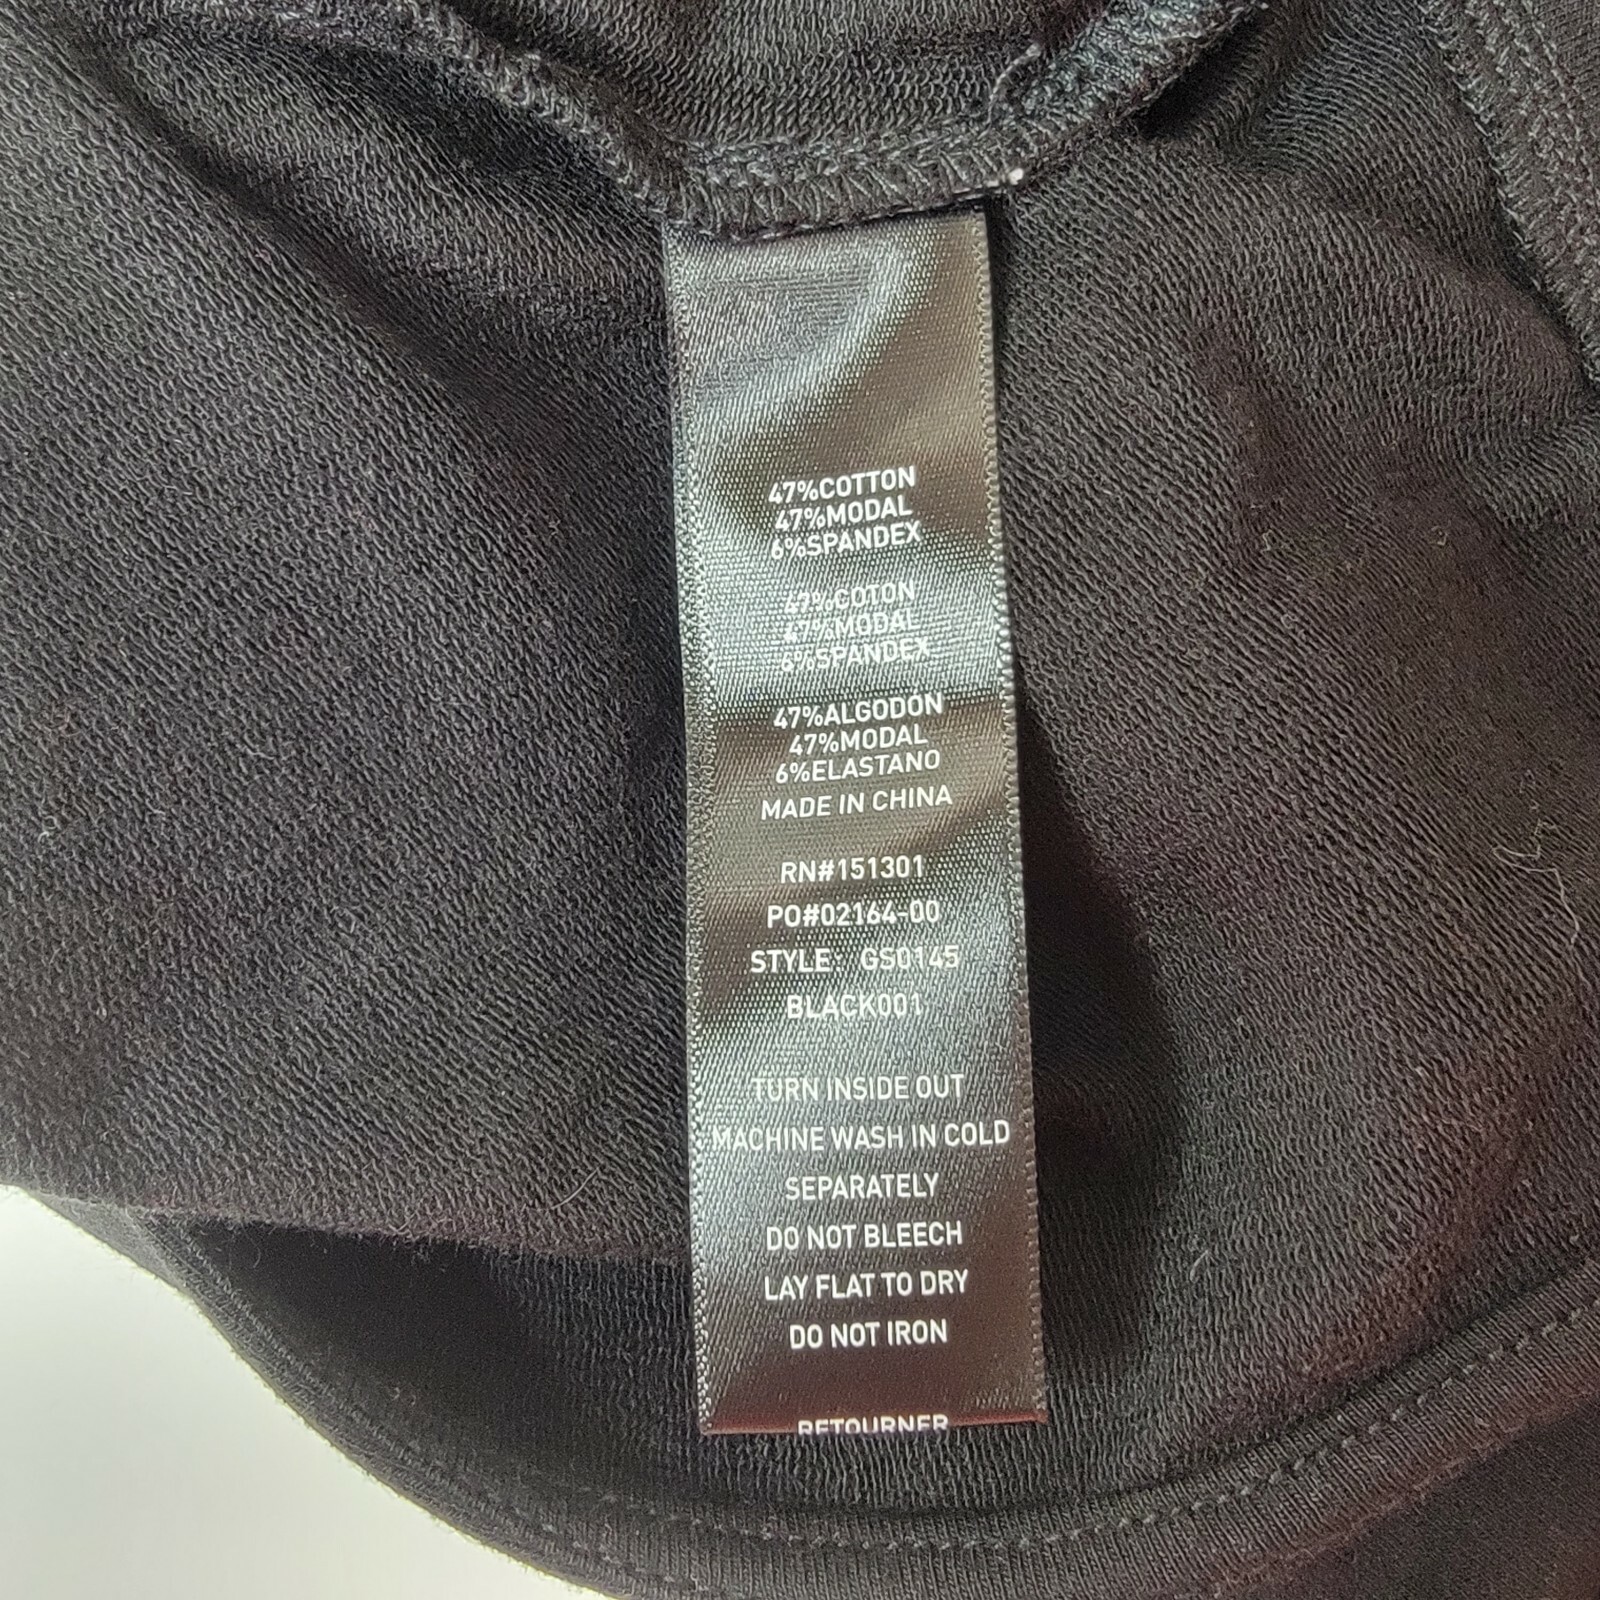 47%COTTON
47%MODAL
6%SPANDEX
47%COTON
47%MODAL
6%SPANDEX
47%ALGODON
47%MODAL
6%ELASTANO
MADE IN CHINA
RN#151301
PO#02164-00
STYLE: GS0145
BLACK001
TURN INSIDE OUT
MACHINE WASH IN COLD
SEPARATELY
DO NOT BLEECH
LAY FLAT TO DRY
DO NOT IRON
RETOURNER